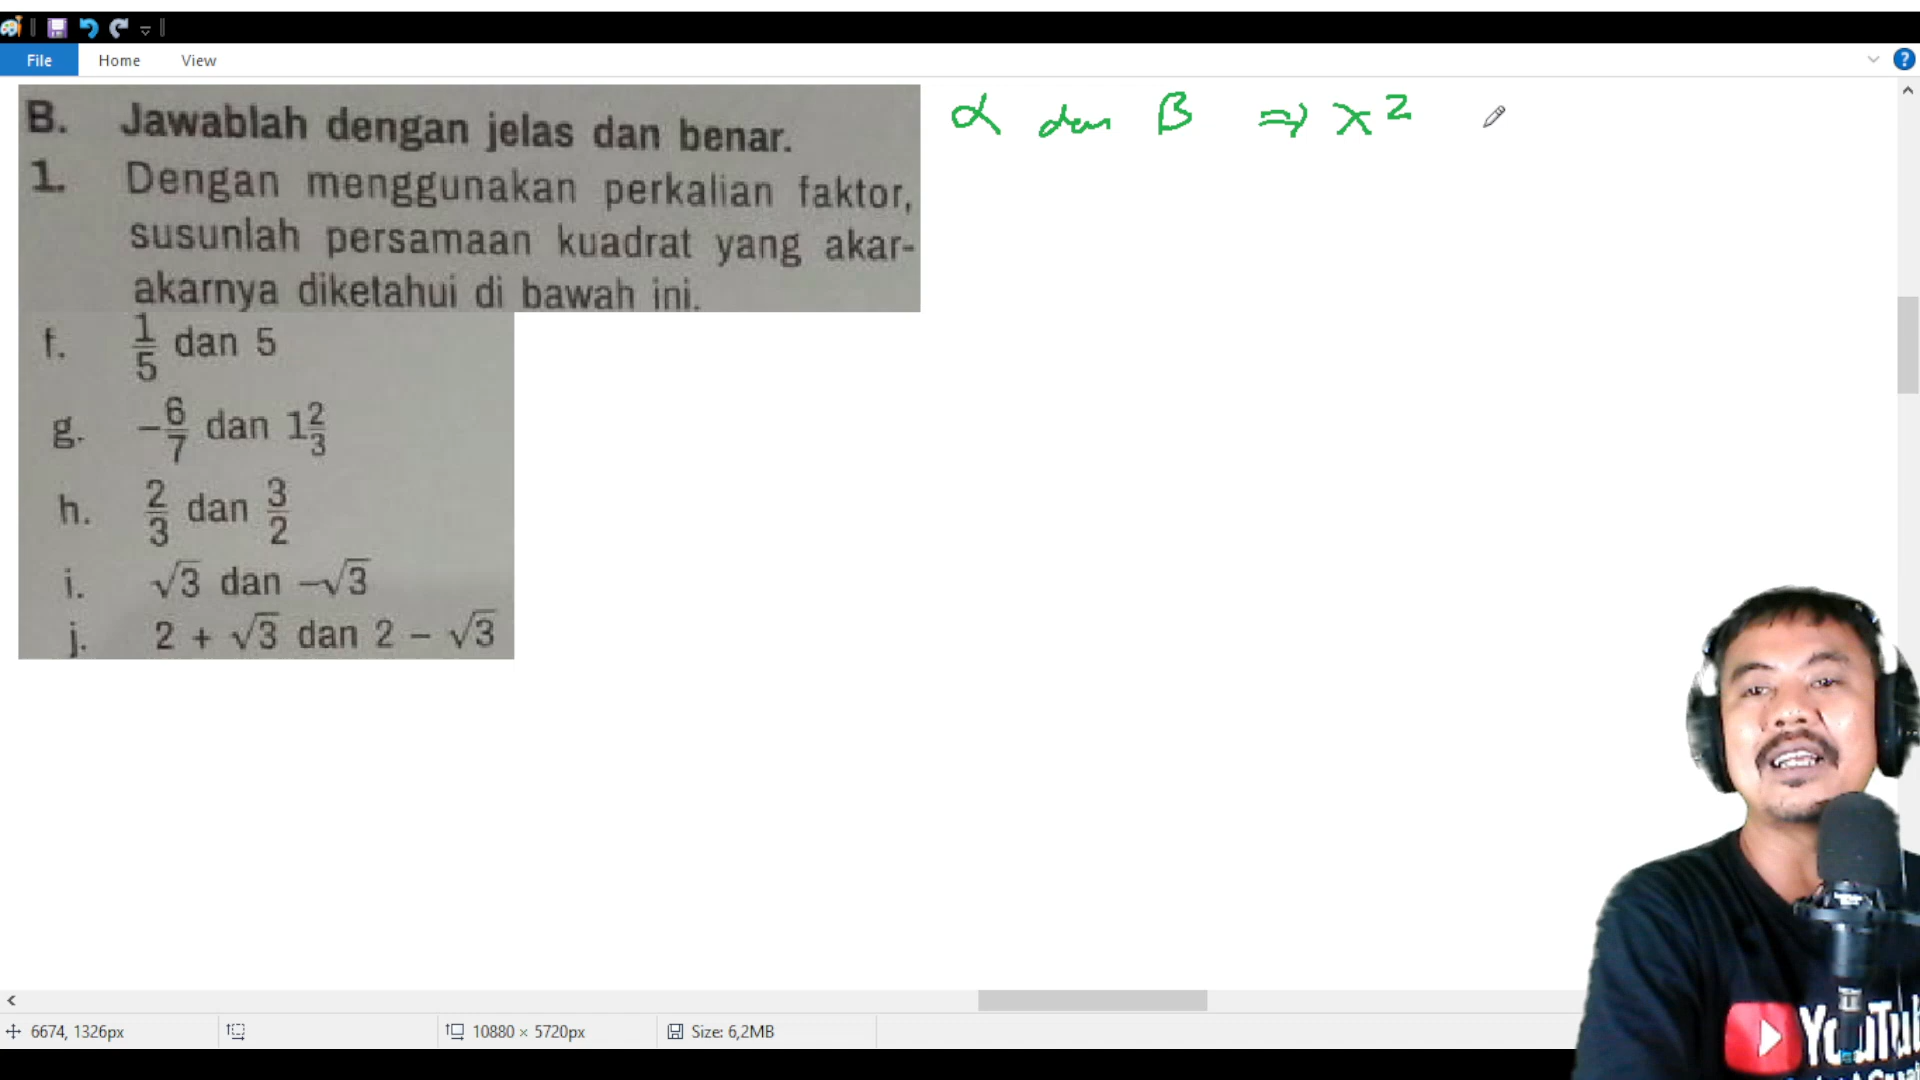 File Home View
B. Jawablah dengan jelas dan benar.
1. Dengan menggunakan perkalian faktor,
susunlah persamaan kuadrat yang akar-
akarnya diketahui di bawah ini.
f. 1/5 dan 5
g. -6/7 dan 1 2/3
h. 2/3 dan 3/2
i. √3 dan -√3
j. 2 + √3 dan 2 - √3
α dan β ⇒ x²
6674, 1326px
10880 × 5720px
Size: 6,2MB